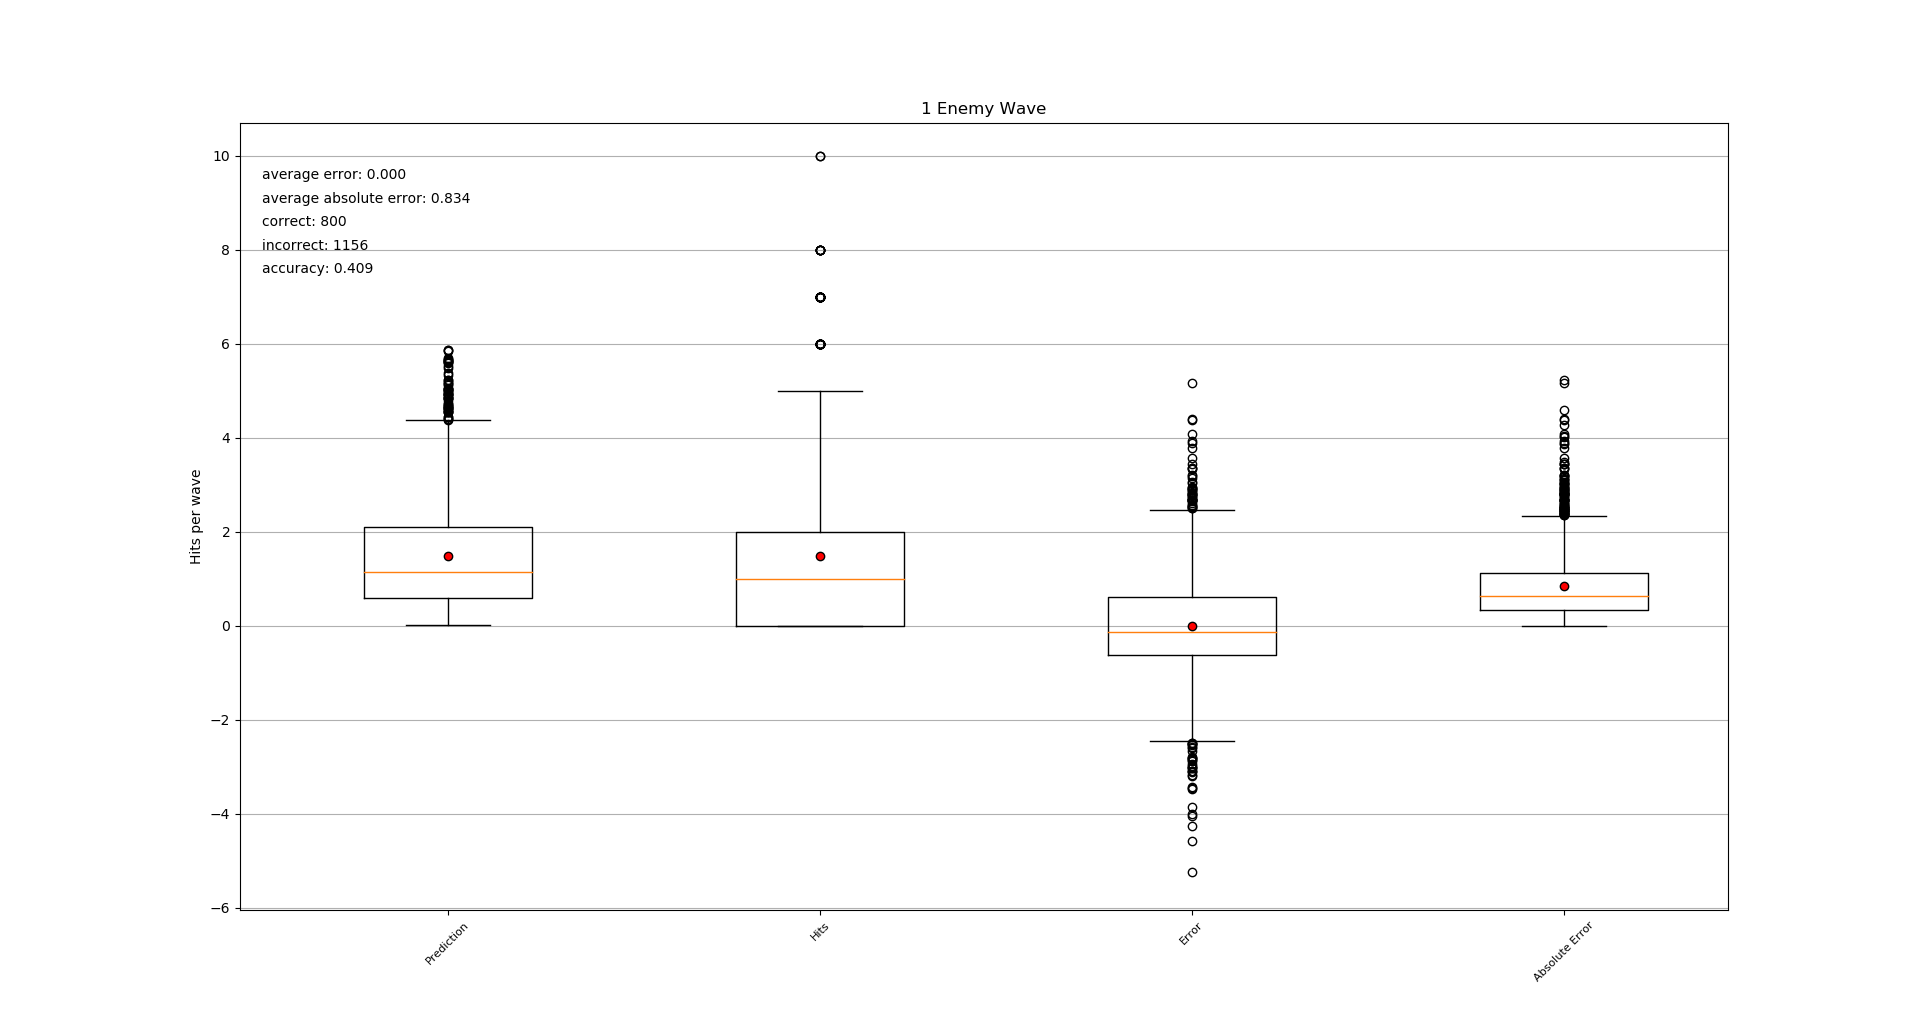 1 Enemy Wave
average error: 0.000
average absolute error: 0.834
correct: 800
incorrect: 1156
accuracy: 0.409
Hits per wave
10
8
6
4
2
0
−2
−4
−6
Prediction
Hits
Error
Absolute Error